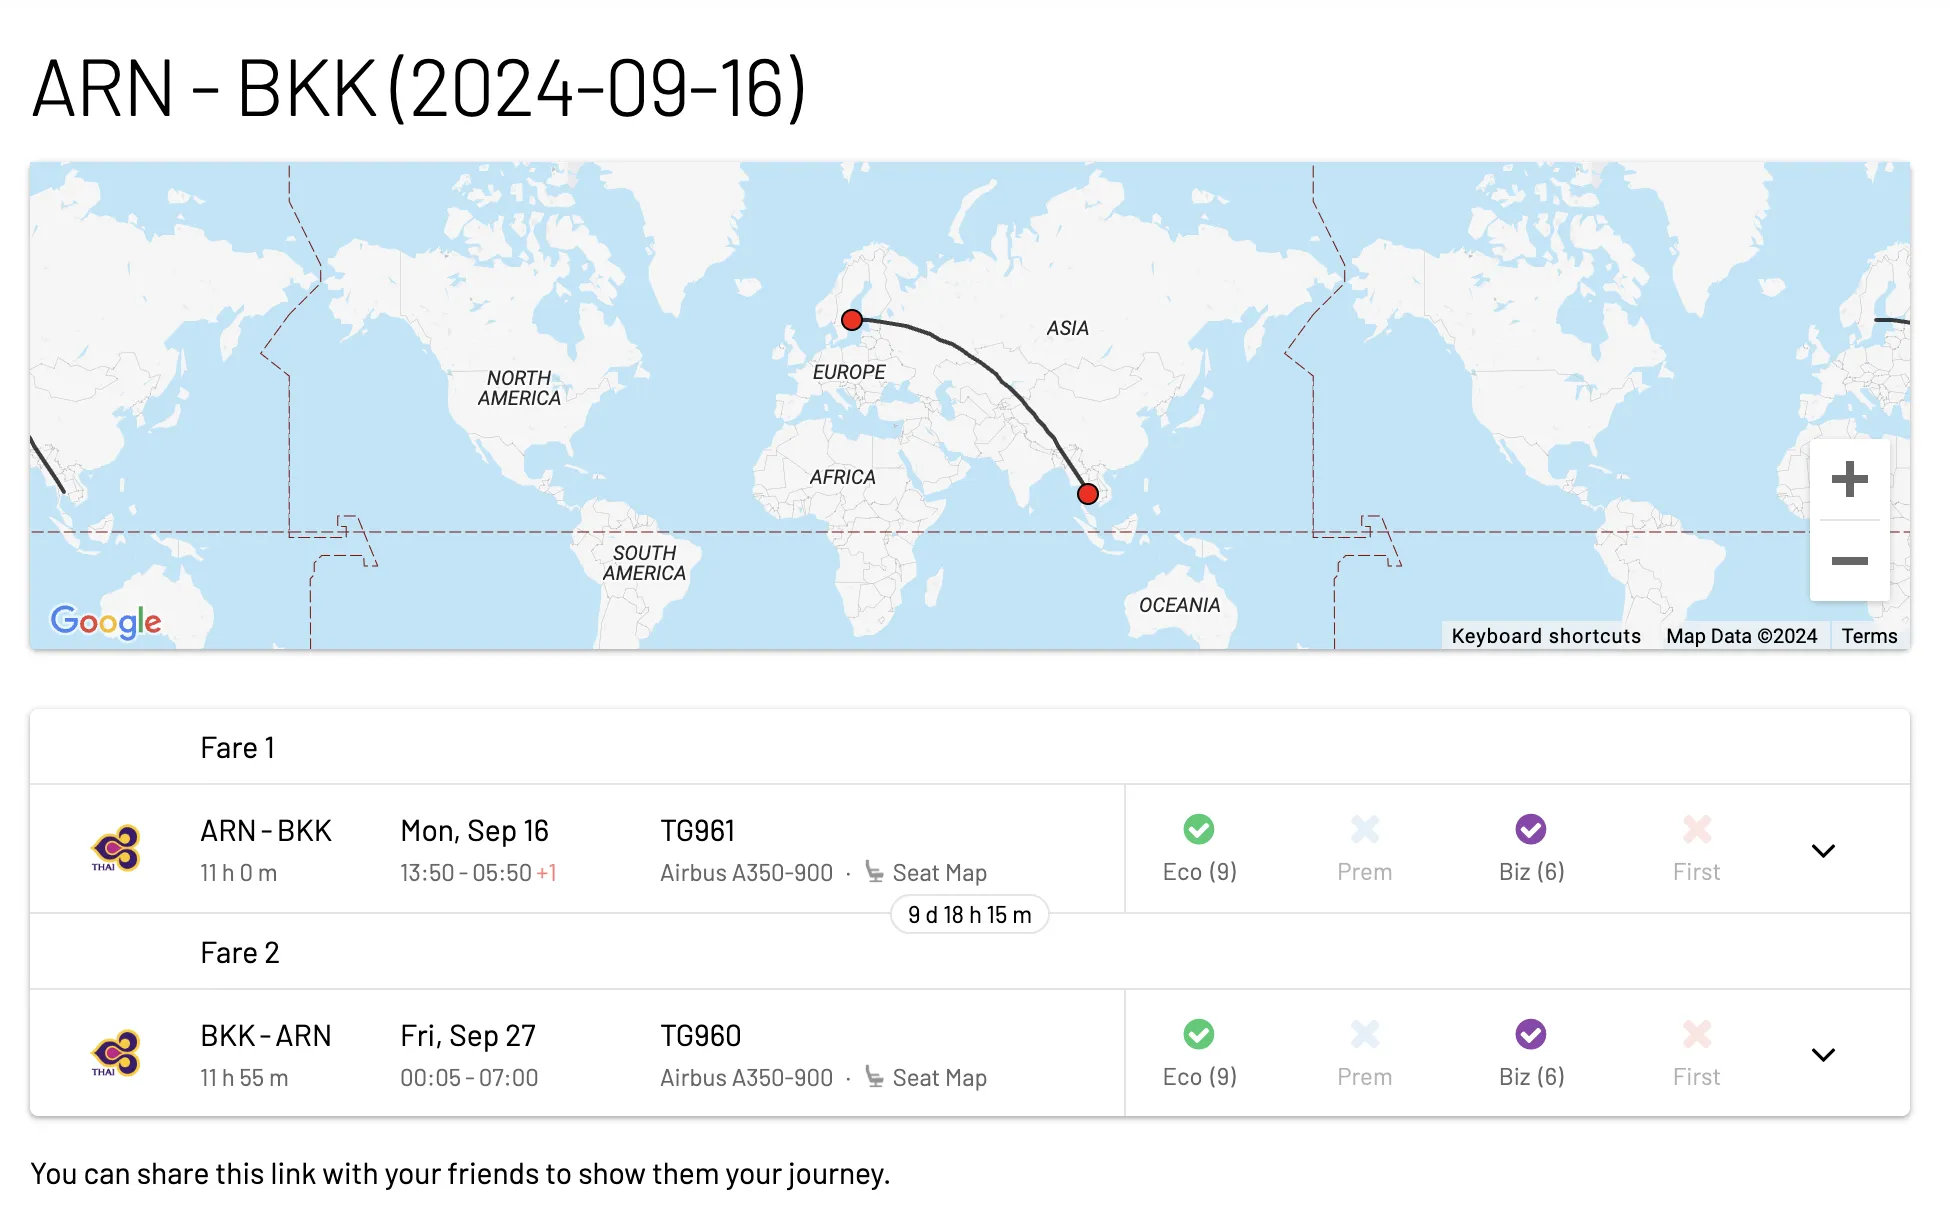 ARN - BKK (2024-09-16)
ASIA
NORTH
AMERICA
EUROPE
AFRICA
SOUTH
AMERICA
OCEANIA
Google
Keyboard shortcuts Map Data ©2024 Terms
Fare 1
ARN - BKK Mon, Sep 16 TG961
11 h 0 m 13:50 - 05:50 +1 Airbus A350-900 · Seat Map Eco (9) Prem Biz (6) First
THAI
9 d 18 h 15 m
Fare 2
BKK - ARN Fri, Sep 27 TG960
11 h 55 m 00:05 - 07:00 Airbus A350-900 · Seat Map Eco (9) Prem Biz (6) First
THAI
You can share this link with your friends to show them your journey.